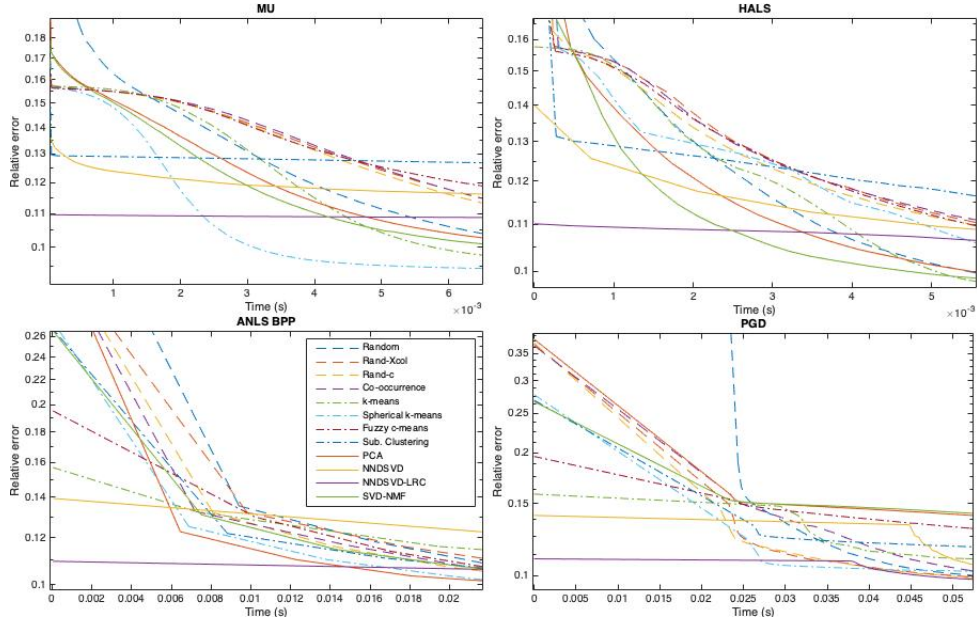 MU
0.18
0.17
0.16
0.15
0.14
0.13
0.12
0.11
0.1
Relative error
1 2 3 4 5 6
Time (s)
×10⁻³
HALS
0.16
0.15
0.14
0.13
0.12
0.11
0.1
Relative error
0 1 2 3 4 5
Time (s)
×10⁻³
ANLS BPP
0.26
0.24
0.22
0.2
0.18
0.16
0.14
0.12
0.1
Relative error
0 0.002 0.004 0.006 0.008 0.01 0.012 0.014 0.016 0.018 0.02
Time (s)
Random
Rand-Xcol
Rand-c
Co-occurrence
k-means
Spherical k-means
Fuzzy c-means
Sub. Clustering
PCA
NNDSVD
NNDSVD-LRC
SVD-NMF
PGD
0.35
0.3
0.25
0.2
0.15
0.1
Relative error
0 0.005 0.01 0.015 0.02 0.025 0.03 0.035 0.04 0.045 0.05
Time (s)